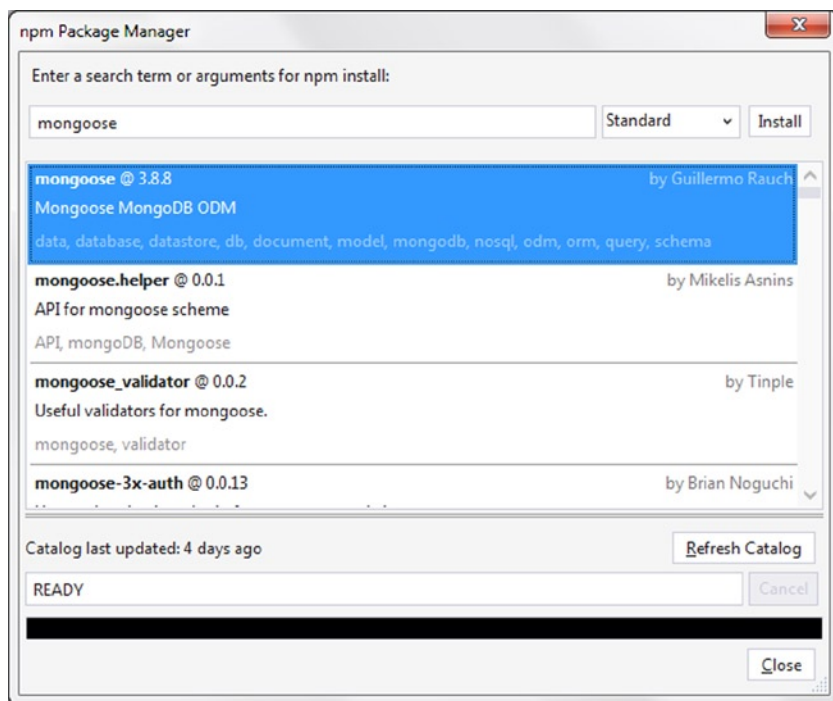 npm Package Manager
Enter a search term or arguments for npm install:
mongoose
Standard
Install
mongoose @ 3.8.8
by Guillermo Rauch
Mongoose MongoDB ODM
data, database, datastore, db, document, model, mongodb, nosql, odm, orm, query, schema
mongoose.helper @ 0.0.1
by Mikelis Asnins
API for mongoose scheme
API, mongoDB, Mongoose
mongoose_validator @ 0.0.2
by Tinple
Useful validators for mongoose.
mongoose, validator
mongoose-3x-auth @ 0.0.13
by Brian Noguchi
Catalog last updated: 4 days ago
Refresh Catalog
READY
Cancel
Close